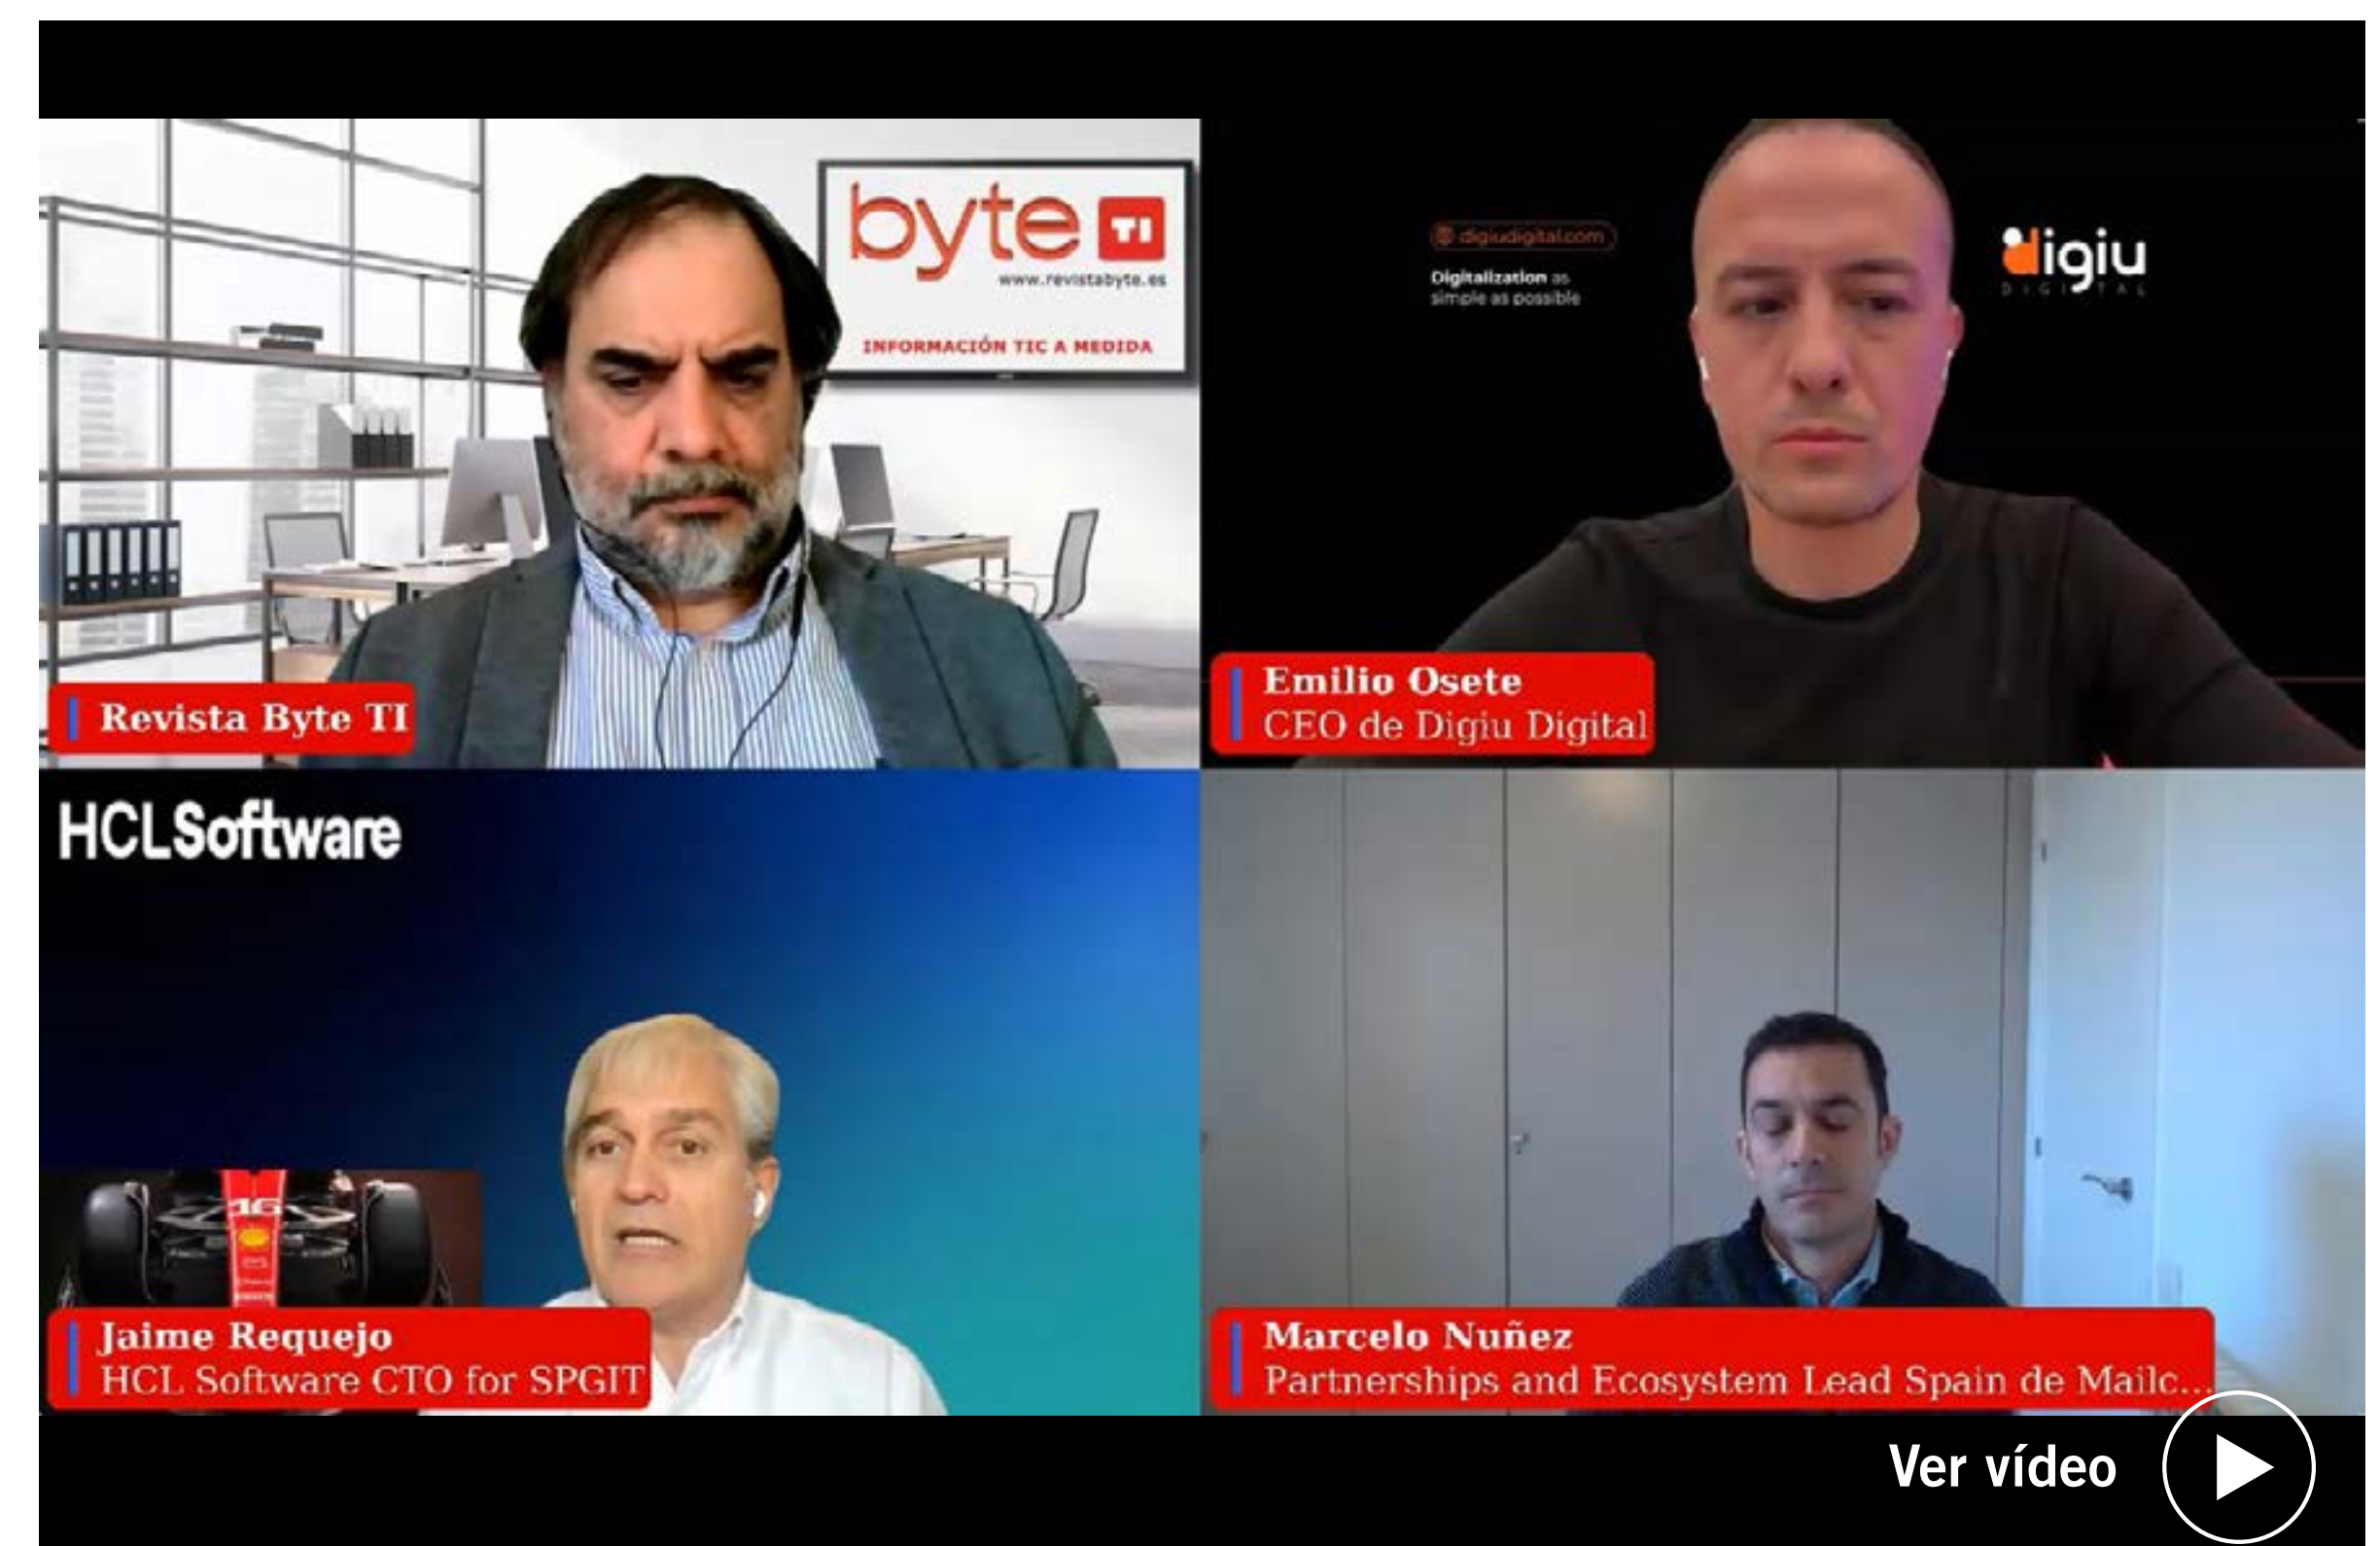 byte TI
www.revistabyte.es
INFORMACIÓN TIC A MEDIDA
Revista Byte TI
digiudigital.com
Digitalization as
simple as possible
digiu
DIGITAL
Emilio Osete
CEO de Digiu Digital
HCLSoftware
16
Jaime Requejo
HCL Software CTO for SPGIT
Marcelo Nuñez
Partnerships and Ecosystem Lead Spain de Mailc...
Ver vídeo